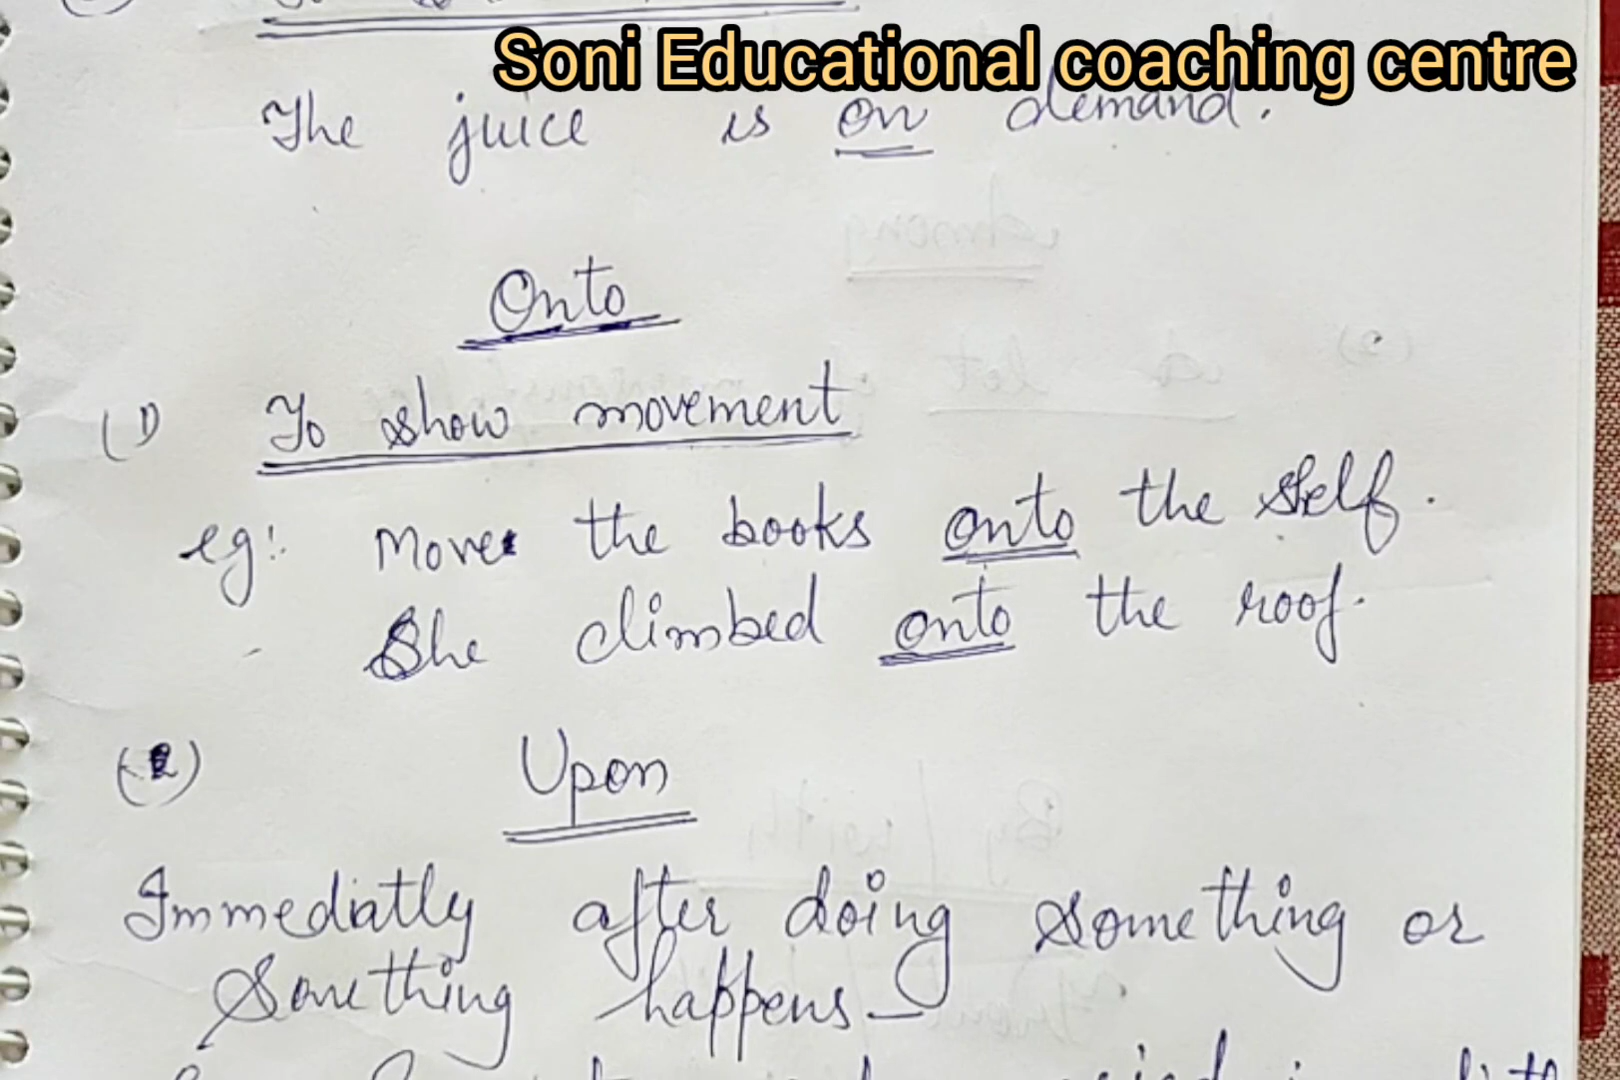 Soni Educational coaching centre
The juice is on demand.
Onto
(1) To show movement
eg:. Move the books onto the shelf.
She climbed onto the roof.
(2) Upon
Immediatly after doing something or
something happens